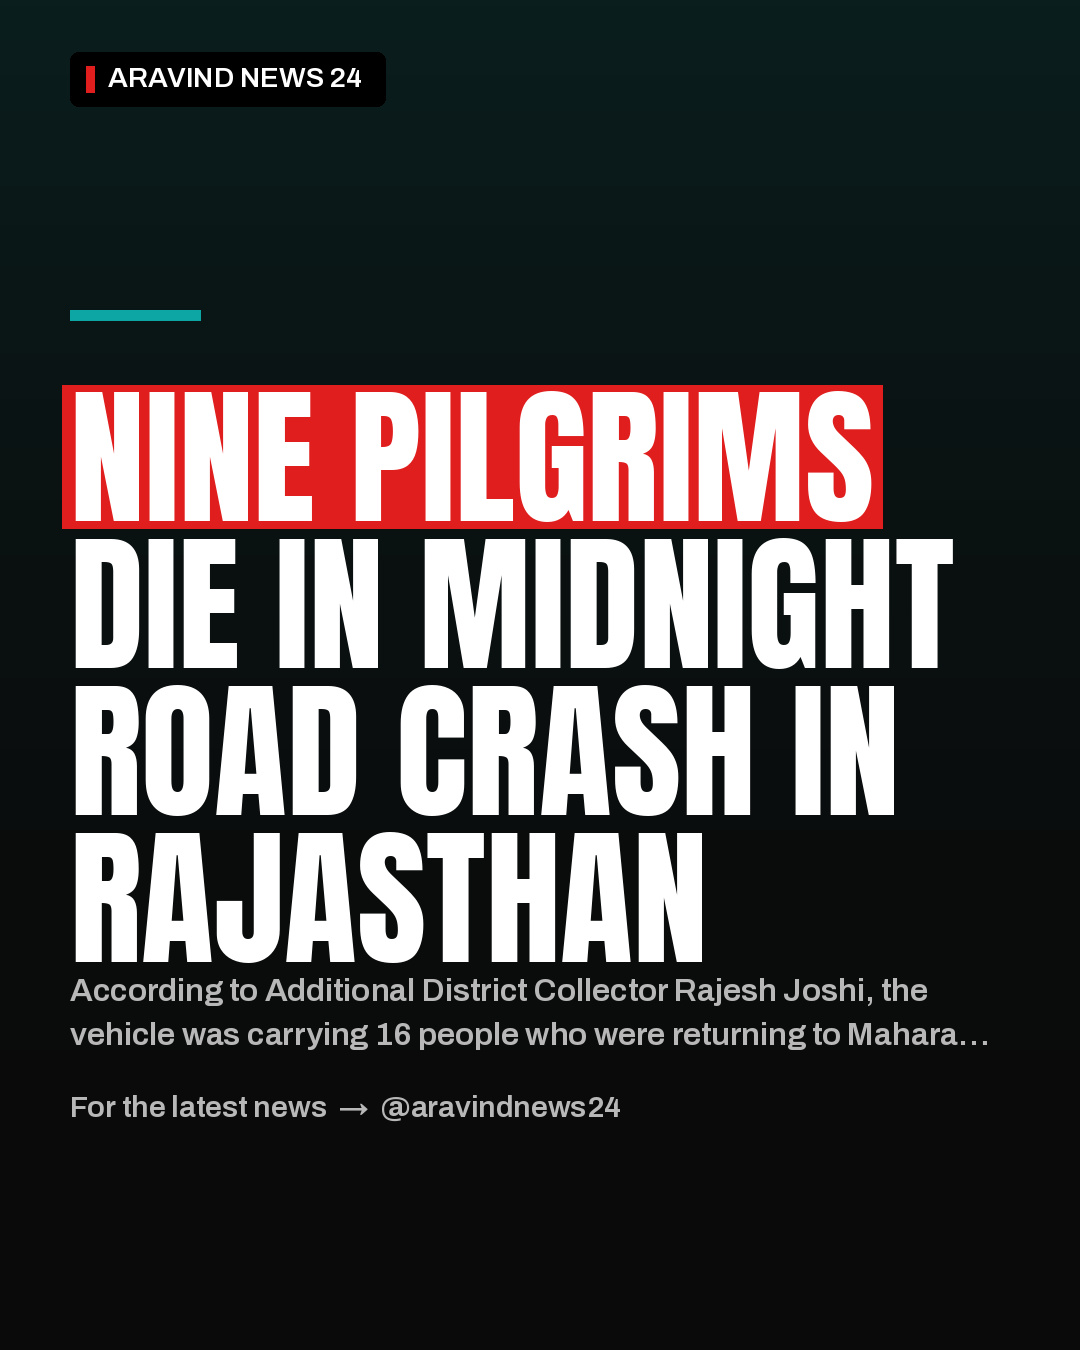 ARAVIND NEWS 24
NINE PILGRIMS
DIE IN MIDNIGHT
ROAD CRASH IN
RAJASTHAN
According to Additional District Collector Rajesh Joshi, the
vehicle was carrying 16 people who were returning to Mahara…
For the latest news → @aravindnews24